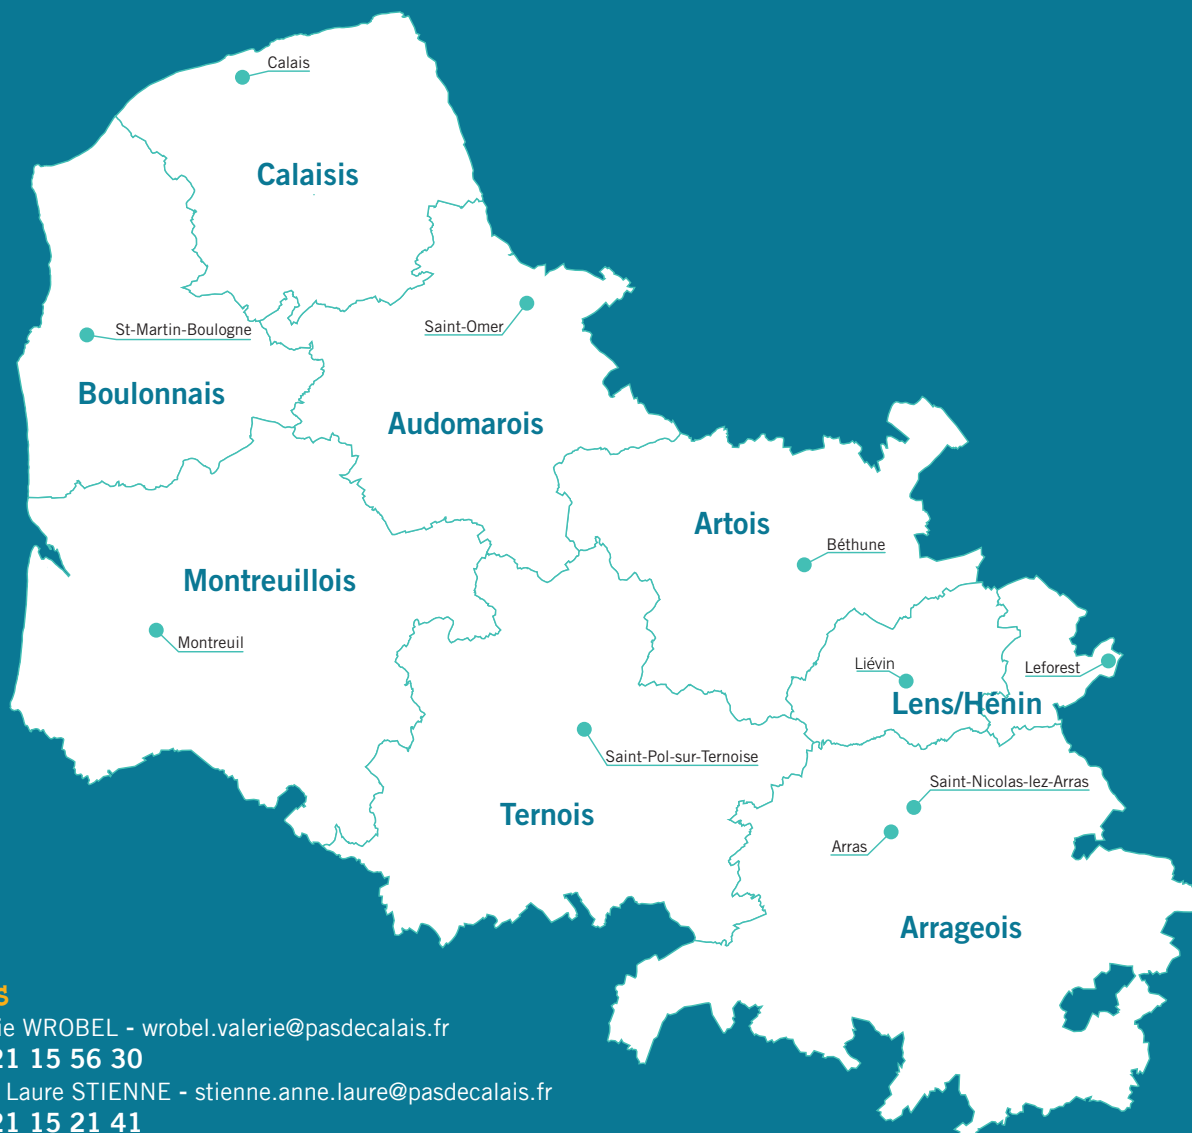 Calais
Calaisis
St-Martin-Boulogne
Saint-Omer
Boulonnais
Audomarois
Artois
Béthune
Montreuillois
Montreuil
Liévin
Leforest
Lens/Hénin
Saint-Pol-sur-Ternoise
Saint-Nicolas-lez-Arras
Ternois
Arras
Arrageois
WROBEL - wrobel.valerie@pasdecalais.fr
21 15 56 30
Laure STIENNE - stienne.anne.laure@pasdecalais.fr
21 15 21 41